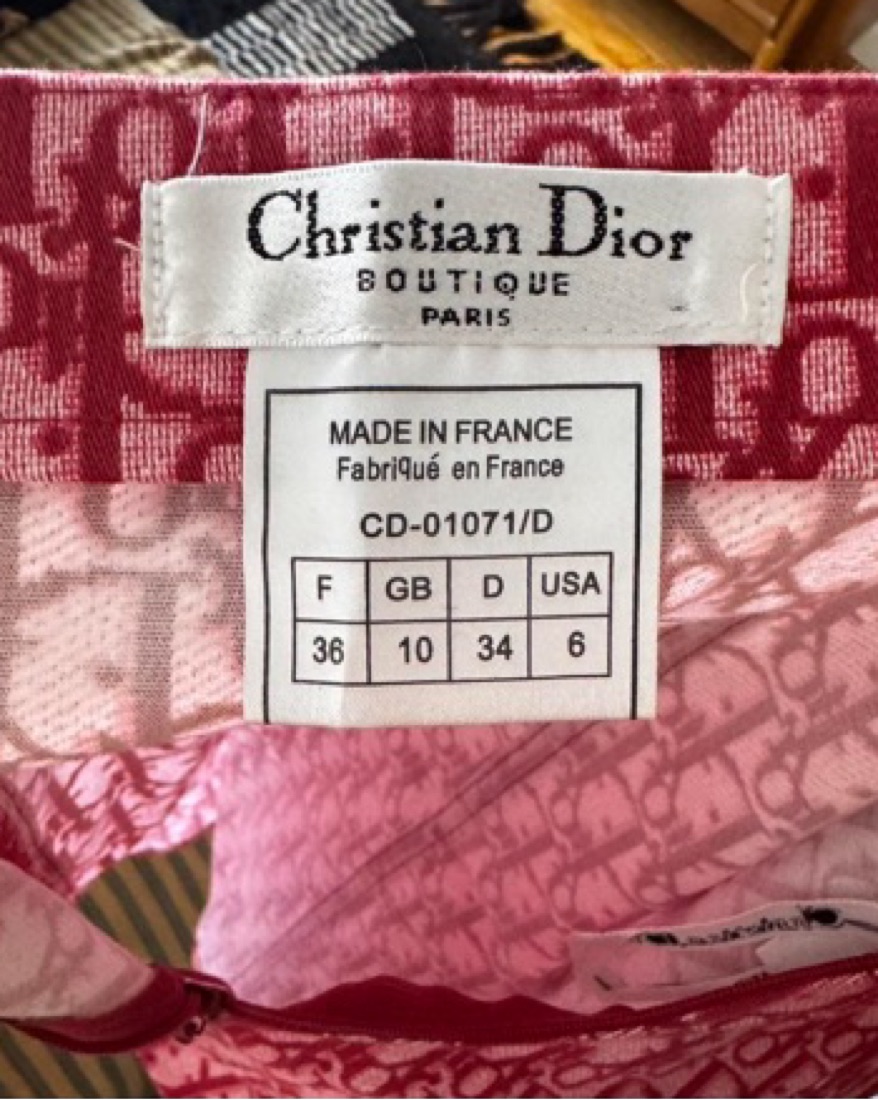 Christian Dior
BOUTIQUE
PARIS
MADE IN FRANCE
Fabriqué en France
CD-01071/D
F GB D USA
36 10 34 6